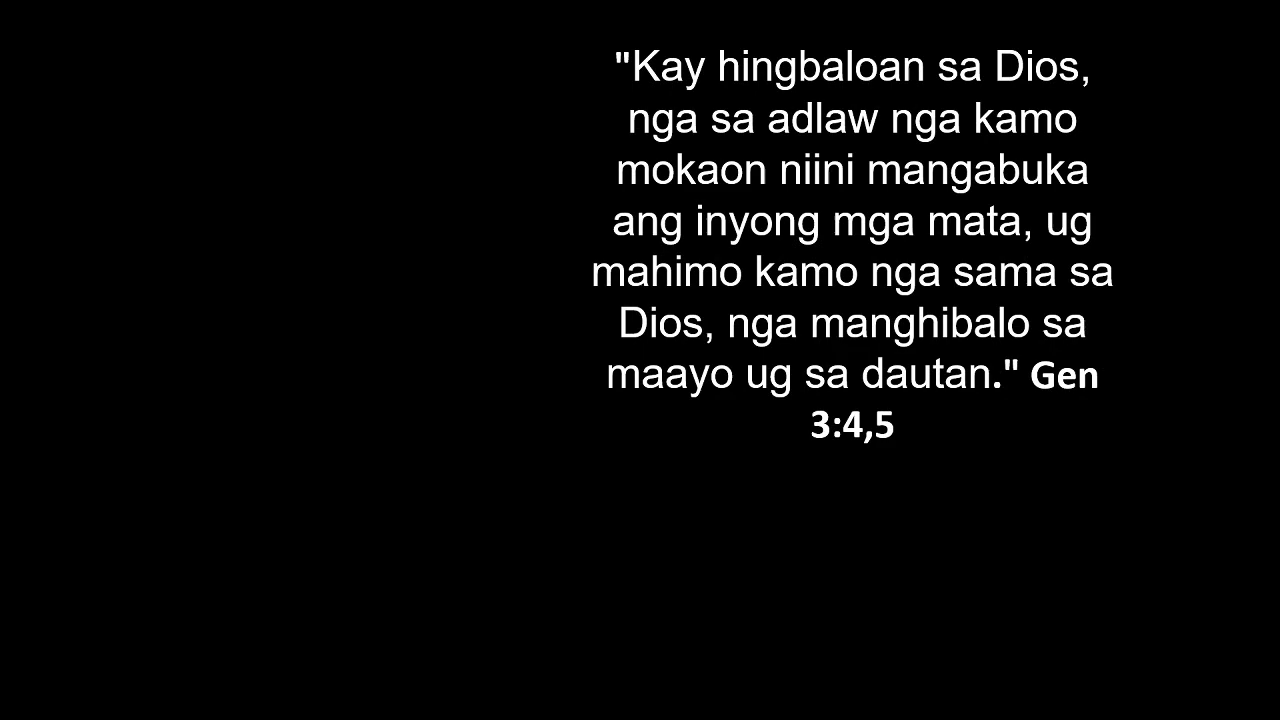 "Kay hingbaloan sa Dios,
nga sa adlaw nga kamo
mokaon niini mangabuka
ang inyong mga mata, ug
mahimo kamo nga sama sa
Dios, nga manghibalo sa
maayo ug sa dautan." Gen
3:4,5